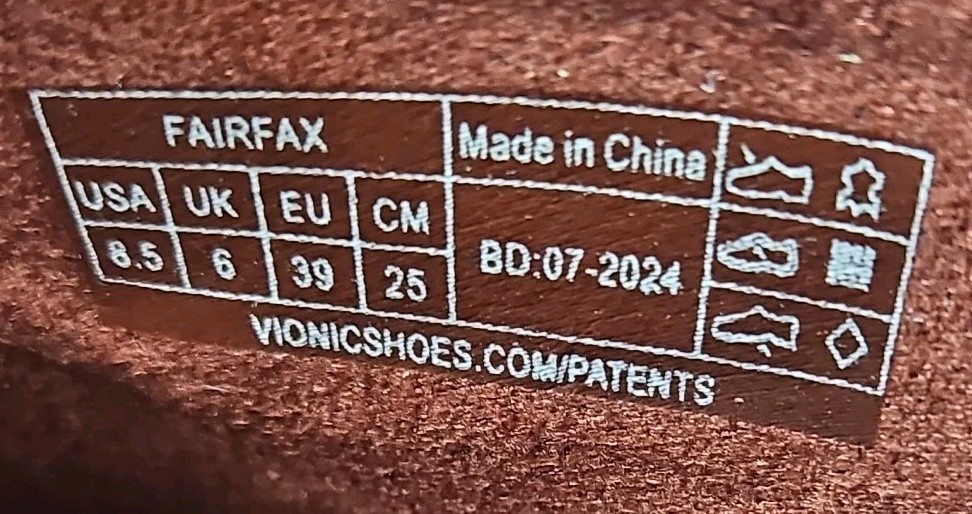 FAIRFAX
Made in China
USA UK EU CM
8.5 6 39 25
BD:07-2024
VIONICSHOES.COM/PATENTS